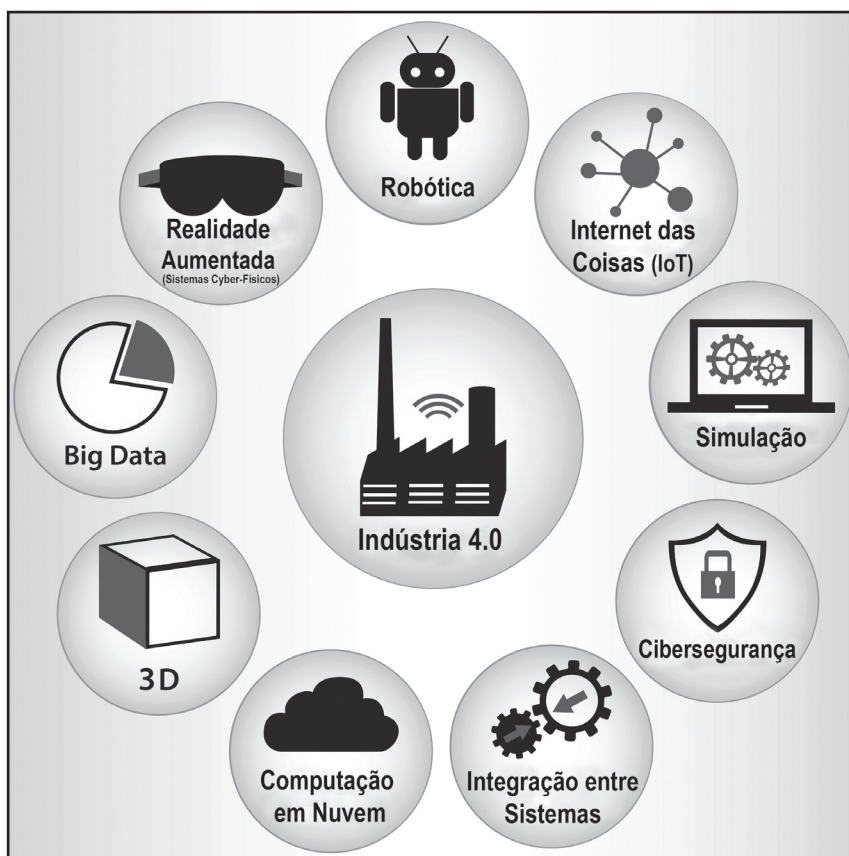 Robótica
Realidade
Aumentada
(Sistemas Cyber-Físicos)
Internet das
Coisas (IoT)
Big Data
Simulação
Indústria 4.0
3D
Cibersegurança
Computação
em Nuvem
Integração entre
Sistemas